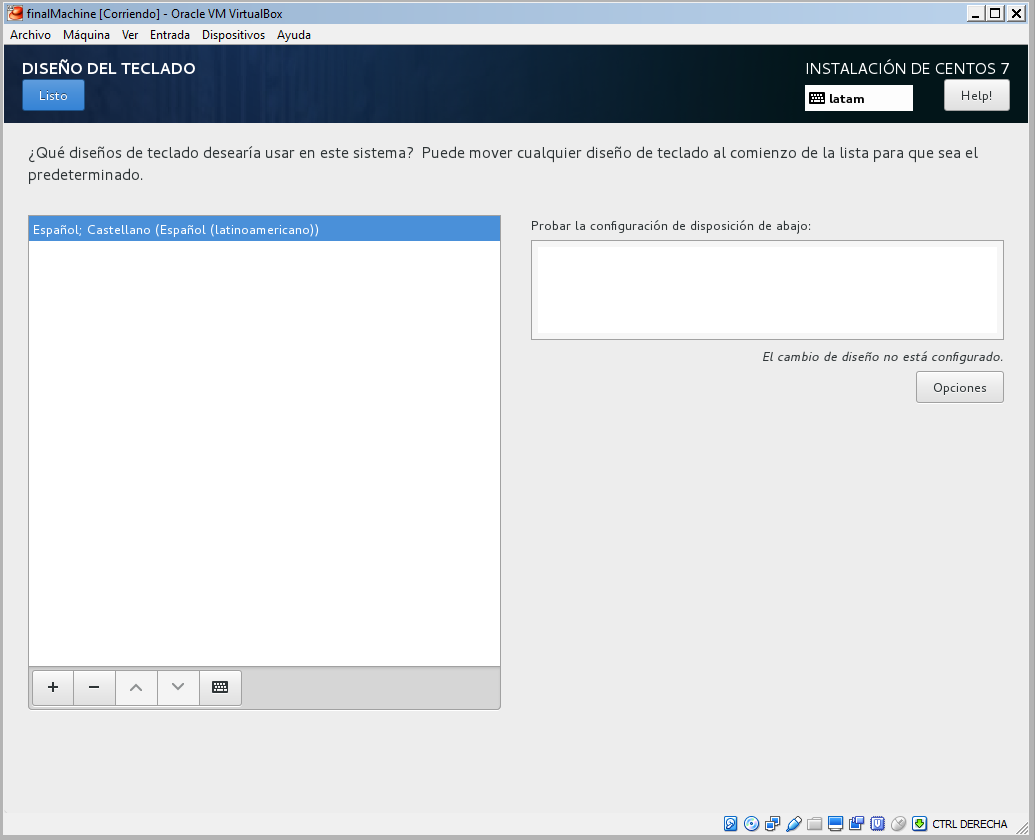 finalMachine [Corriendo] - Oracle VM VirtualBox
Archivo Máquina Ver Entrada Dispositivos Ayuda
DISEÑO DEL TECLADO
Listo
INSTALACIÓN DE CENTOS 7
latam
Help!
¿Qué diseños de teclado desearía usar en este sistema? Puede mover cualquier diseño de teclado al comienzo de la lista para que sea el
predeterminado.
Español; Castellano (Español (latinoamericano))
Probar la configuración de disposición de abajo:
El cambio de diseño no está configurado.
Opciones
CTRL DERECHA